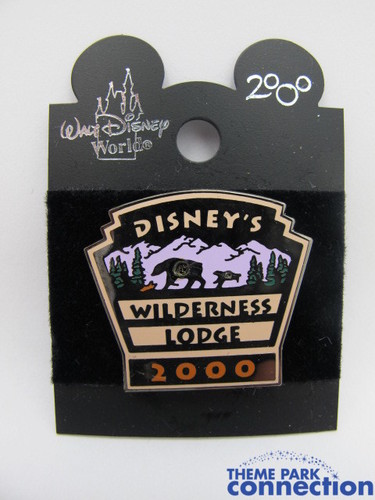 Walt Disney
World®
2000
DISNEY'S
WILDERNESS
LODGE
2000
THEME PARK
connection